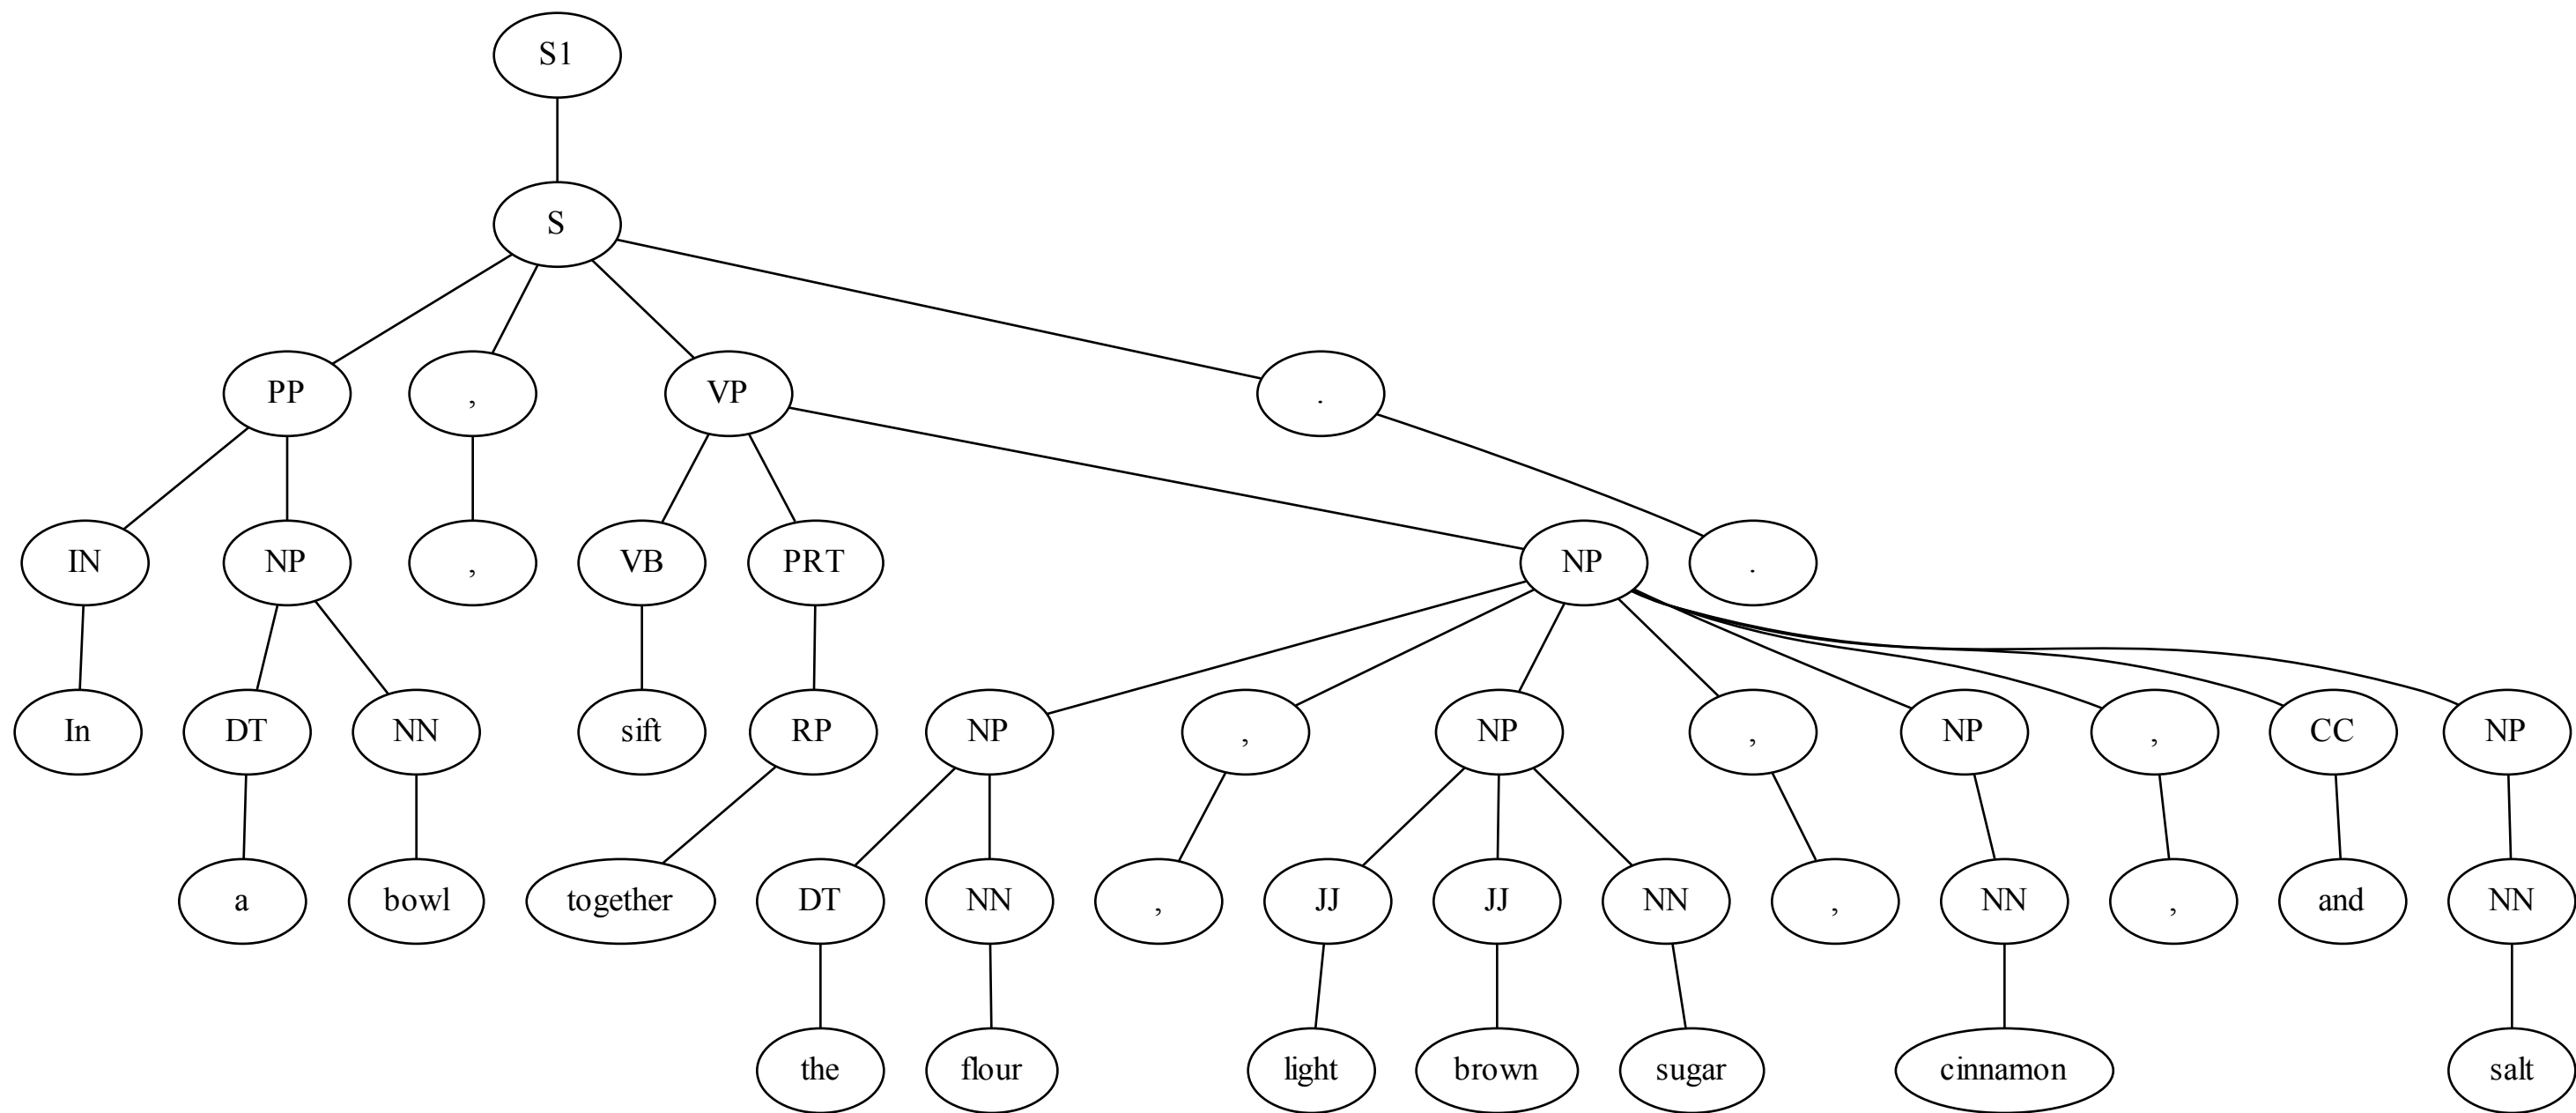 S1
S
PP , VP .
IN NP , VB PRT NP .
In DT NN sift RP NP , NP , NP , CC NP
a bowl together DT NN , JJ JJ NN , NN , and NN
the flour light brown sugar cinnamon salt